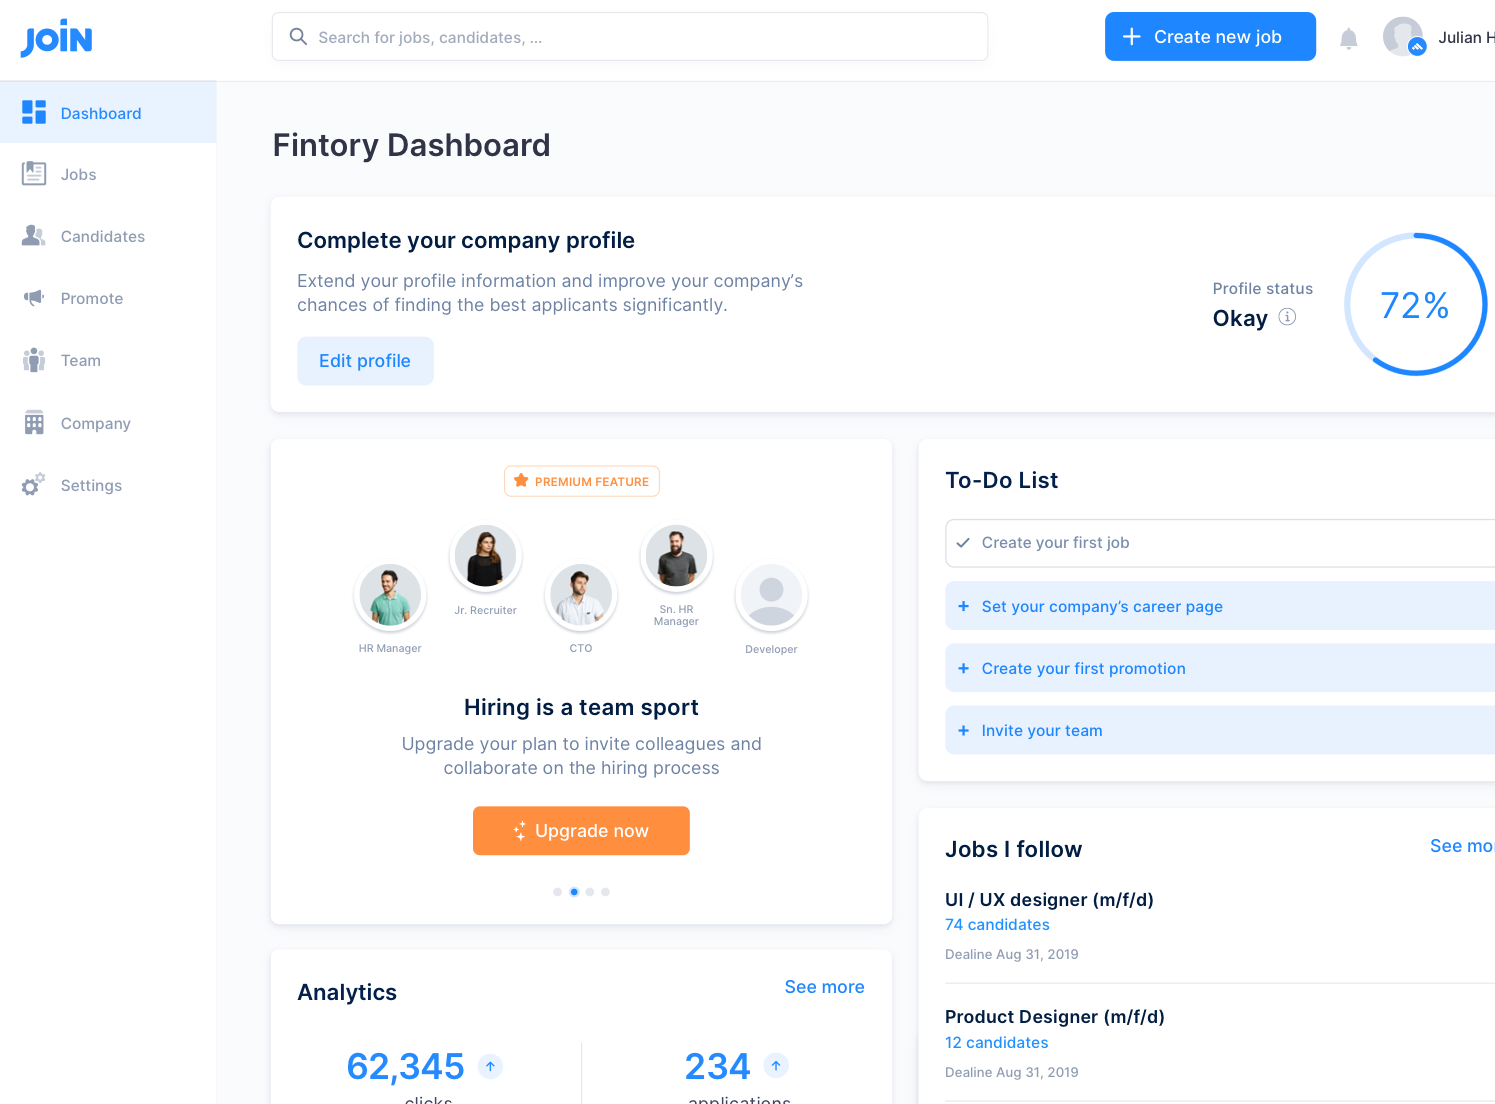 JOIN
Search for jobs, candidates, ...
Create new job
Julian H
Dashboard
Jobs
Candidates
Promote
Team
Company
Settings
Fintory Dashboard
Complete your company profile
Extend your profile information and improve your company’s
chances of finding the best applicants significantly.
Edit profile
Profile status
Okay
72%
PREMIUM FEATURE
HR Manager
Jr. Recruiter
CTO
Sn. HR
Manager
Developer
Hiring is a team sport
Upgrade your plan to invite colleagues and
collaborate on the hiring process
Upgrade now
To-Do List
Create your first job
Set your company’s career page
Create your first promotion
Invite your team
Jobs I follow
See mo
UI / UX designer (m/f/d)
74 candidates
Dealine Aug 31, 2019
Product Designer (m/f/d)
12 candidates
Dealine Aug 31, 2019
Analytics
See more
62,345
clicks
234
applications